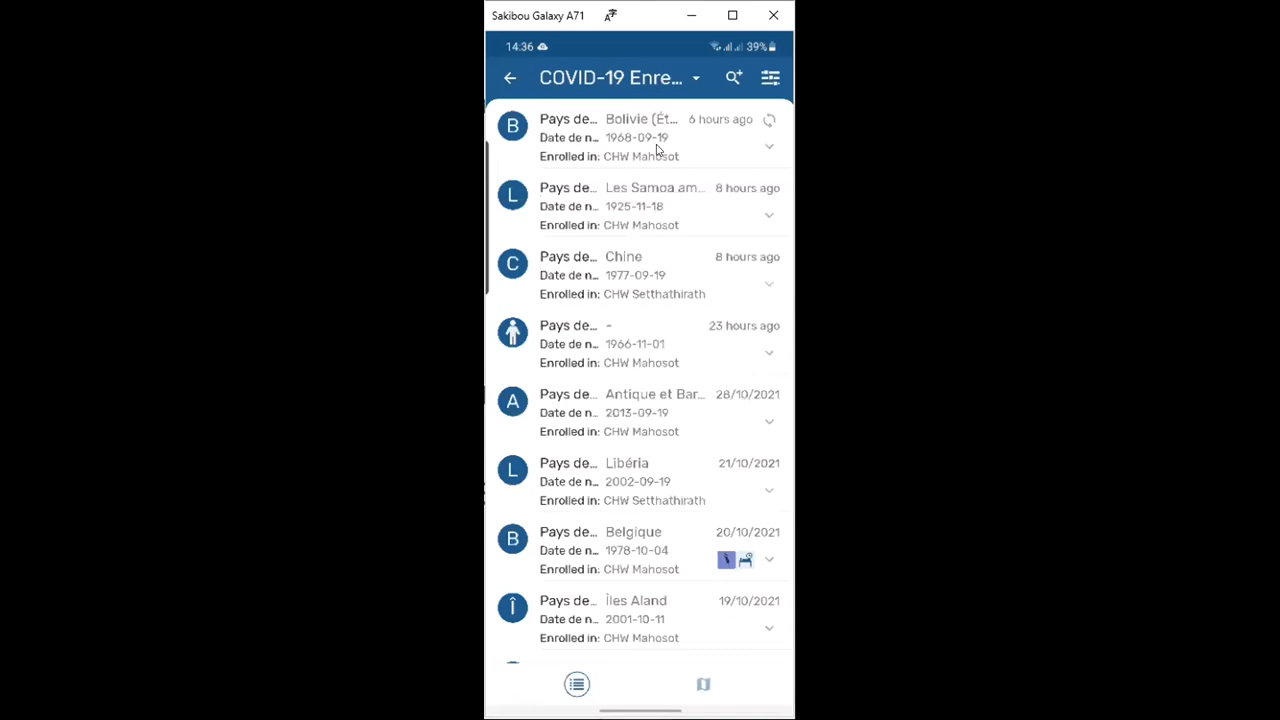 Sakibou Galaxy A71
14:36 39%
COVID-19 Enre...
B Pays de... Bolivie (Ét... 6 hours ago
Date de n... 1968-09-19
Enrolled in: CHW Mahosot
L Pays de... Les Samoa am... 8 hours ago
Date de n... 1925-11-18
Enrolled in: CHW Mahosot
C Pays de... Chine 8 hours ago
Date de n... 1977-09-19
Enrolled in: CHW Setthathirath
Pays de... - 23 hours ago
Date de n... 1966-11-01
Enrolled in: CHW Mahosot
A Pays de... Antique et Bar... 28/10/2021
Date de n... 2013-09-19
Enrolled in: CHW Mahosot
L Pays de... Libéria 21/10/2021
Date de n... 2002-09-19
Enrolled in: CHW Setthathirath
B Pays de... Belgique 20/10/2021
Date de n... 1978-10-04
Enrolled in: CHW Mahosot
Î Pays de... Îles Aland 19/10/2021
Date de n... 2001-10-11
Enrolled in: CHW Mahosot